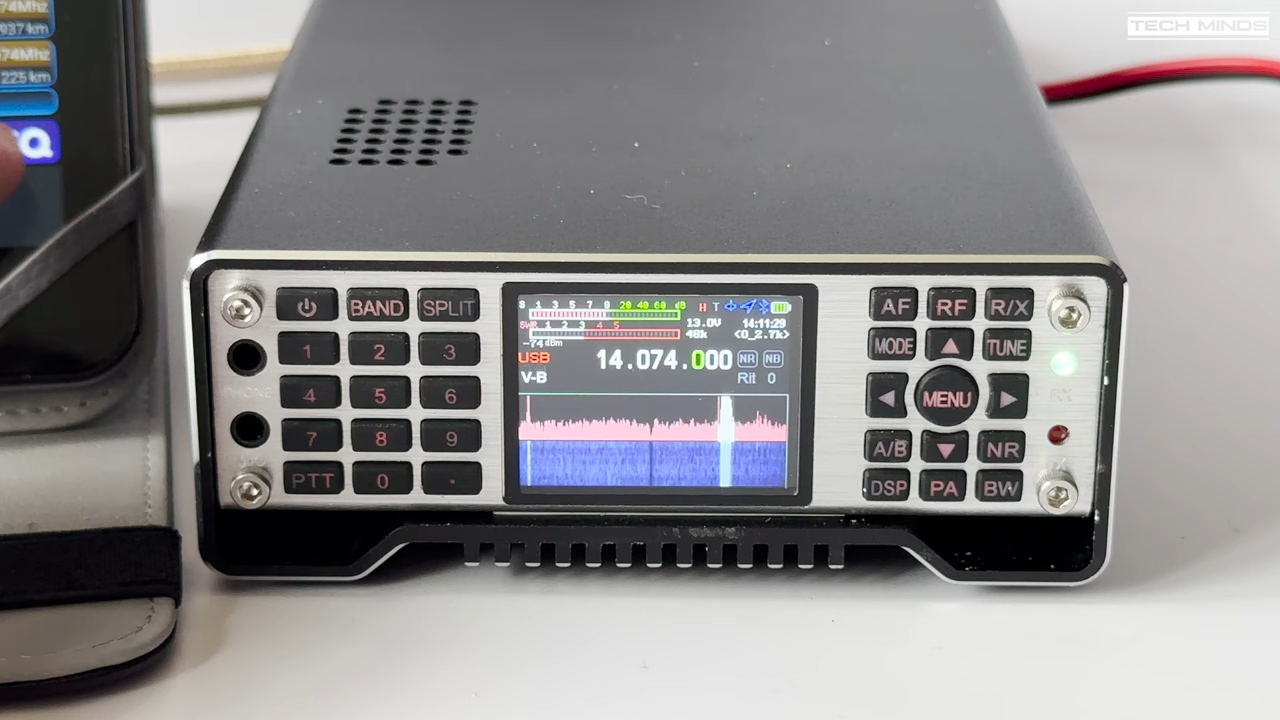 74Mhz
937 km
74Mhz
225 km
Q
TECH MINDS
BAND SPLIT
1 2 3
4 5 6
7 8 9
PTT 0 .
S 1 3 5 7 9 20 40 60 dB
H T
SWR 1 2 3 4 5
13.0V 14:11:29
48k <0_2.7k>
-74dBm
USB 14.074.000 NR NB
V-B Rit 0
AF RF R/X
MODE TUNE
MENU
A/B NR
DSP PA BW